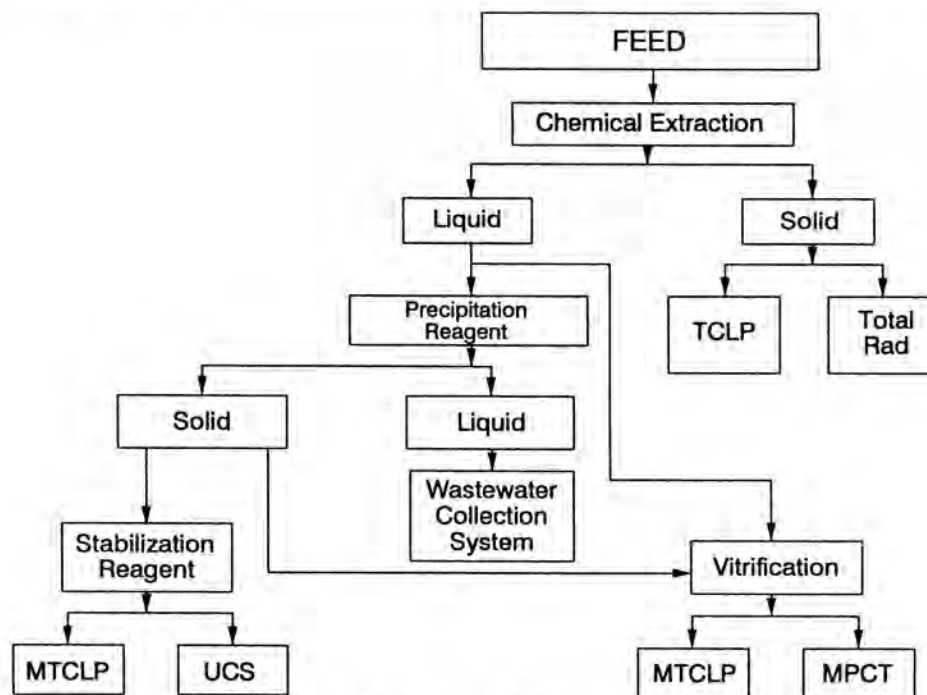 FEED
Chemical Extraction
Liquid
Solid
Precipitation
Reagent
TCLP
Total
Rad
Solid
Liquid
Wastewater
Collection
System
Stabilization
Reagent
Vitrification
MTCLP
UCS
MTCLP
MPCT